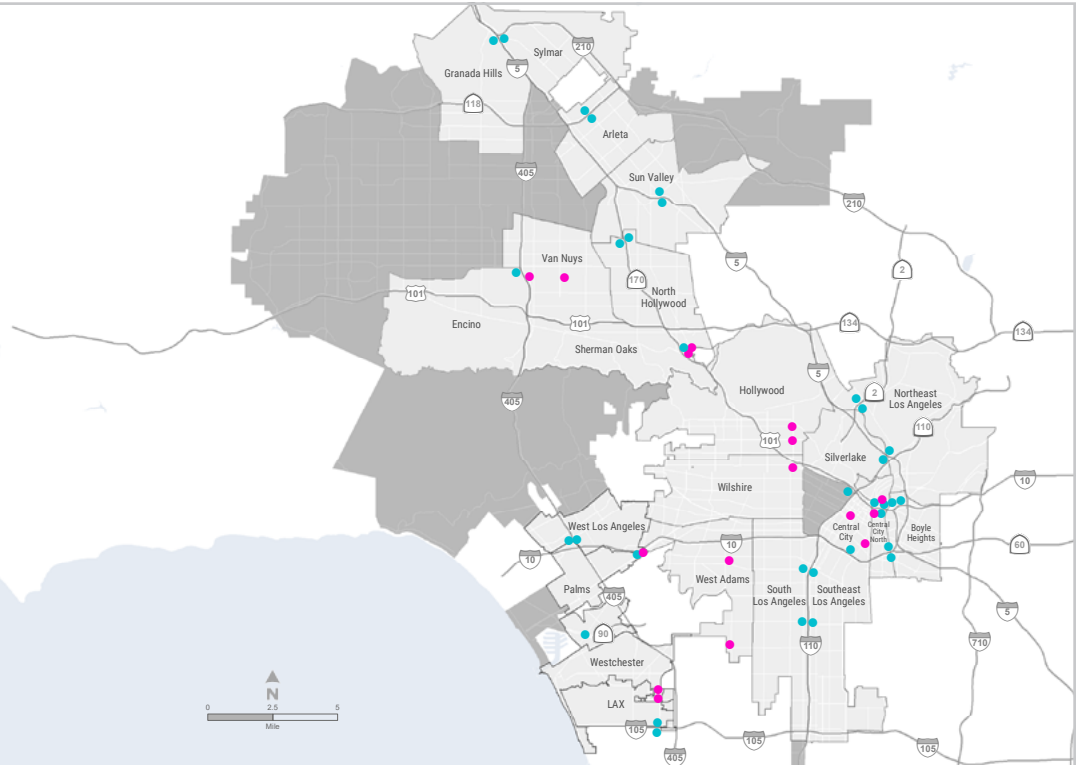 Sylmar
210
5
Granada Hills
118
Arleta
405
Sun Valley
210
Van Nuys
5
2
170
North
Hollywood
101
Encino
101
134
134
Sherman Oaks
5
Hollywood
2
Northeast
Los Angeles
405
110
101
Silverlake
10
Wilshire
West Los Angeles
Central
City
Central
City
North
Boyle
Heights
10
10
60
West Adams
Palms
405
South
Los Angeles
Southeast
Los Angeles
5
90
110
710
Westchester
N
LAX
0
2.5
5
Mile
105
105
105
405